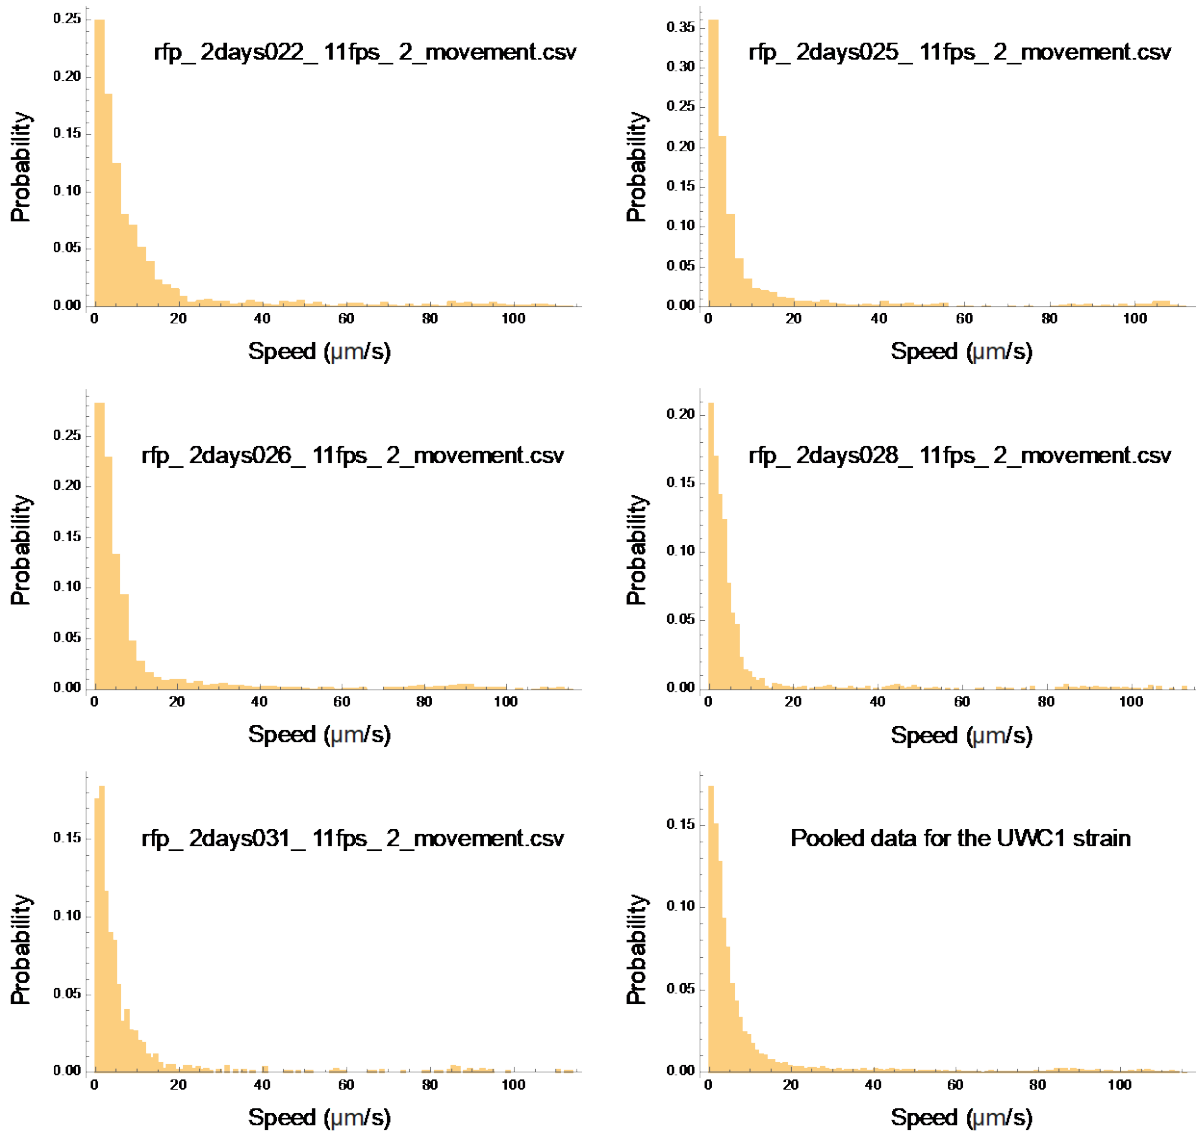 rfp_ 2days022_ 11fps_ 2_movement.csv
Probability
0.25
0.20
0.15
0.10
0.05
0.00
0 20 40 60 80 100
Speed (µm/s)
rfp_ 2days025_ 11fps_ 2_movement.csv
Probability
0.35
0.30
0.25
0.20
0.15
0.10
0.05
0.00
0 20 40 60 80 100
Speed (µm/s)
rfp_ 2days026_ 11fps_ 2_movement.csv
Probability
0.25
0.20
0.15
0.10
0.05
0.00
0 20 40 60 80 100
Speed (µm/s)
rfp_ 2days028_ 11fps_ 2_movement.csv
Probability
0.20
0.15
0.10
0.05
0.00
0 20 40 60 80 100
Speed (µm/s)
rfp_ 2days031_ 11fps_ 2_movement.csv
Probability
0.15
0.10
0.05
0.00
0 20 40 60 80 100
Speed (µm/s)
Pooled data for the UWC1 strain
Probability
0.15
0.10
0.05
0.00
0 20 40 60 80 100
Speed (µm/s)